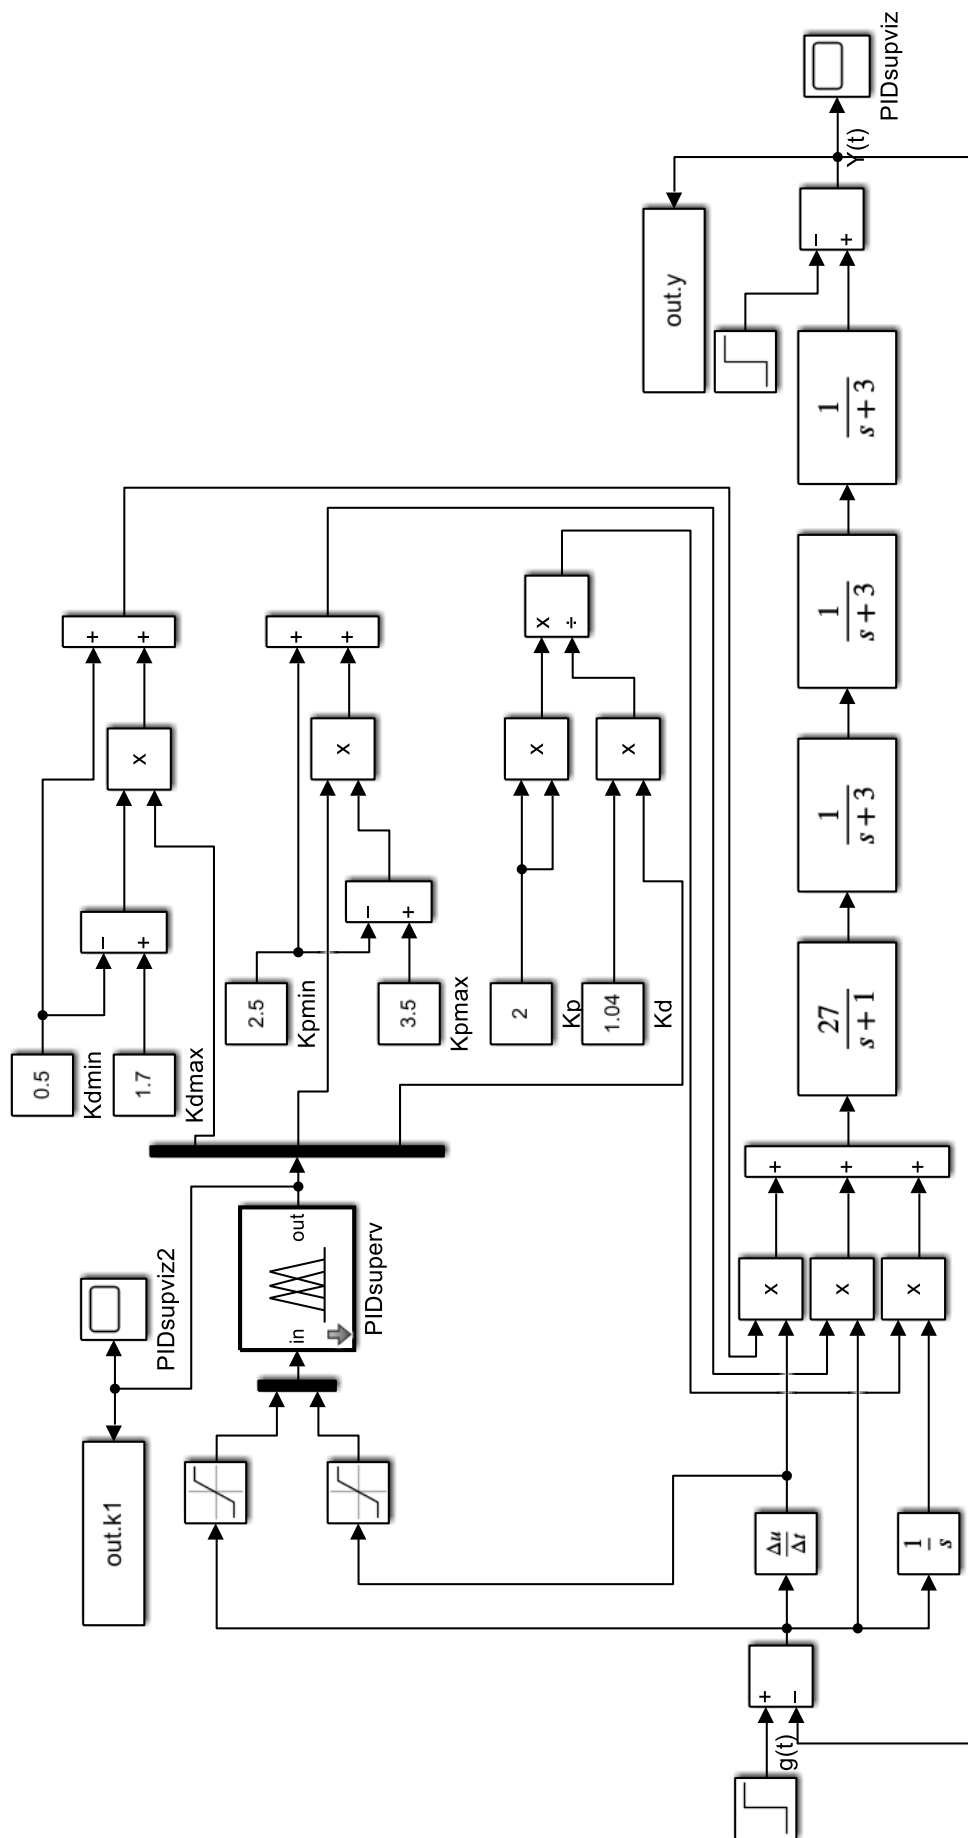 0.5
Kdmin
1.7
Kdmax
−
+
x
+
+
2.5
Kpmin
3.5
Kpmax
−
+
x
+
+
2
Kp
1.04
Kd
x
x
x
÷
out.k1
PIDsupviz2
in
out
PIDsuperv
g(t)
+
−
Δu
Δt
1
s
x
x
x
+
+
+
27
s + 1
1
s + 3
1
s + 3
1
s + 3
−
+
out.y
Y(t)
PIDsupviz